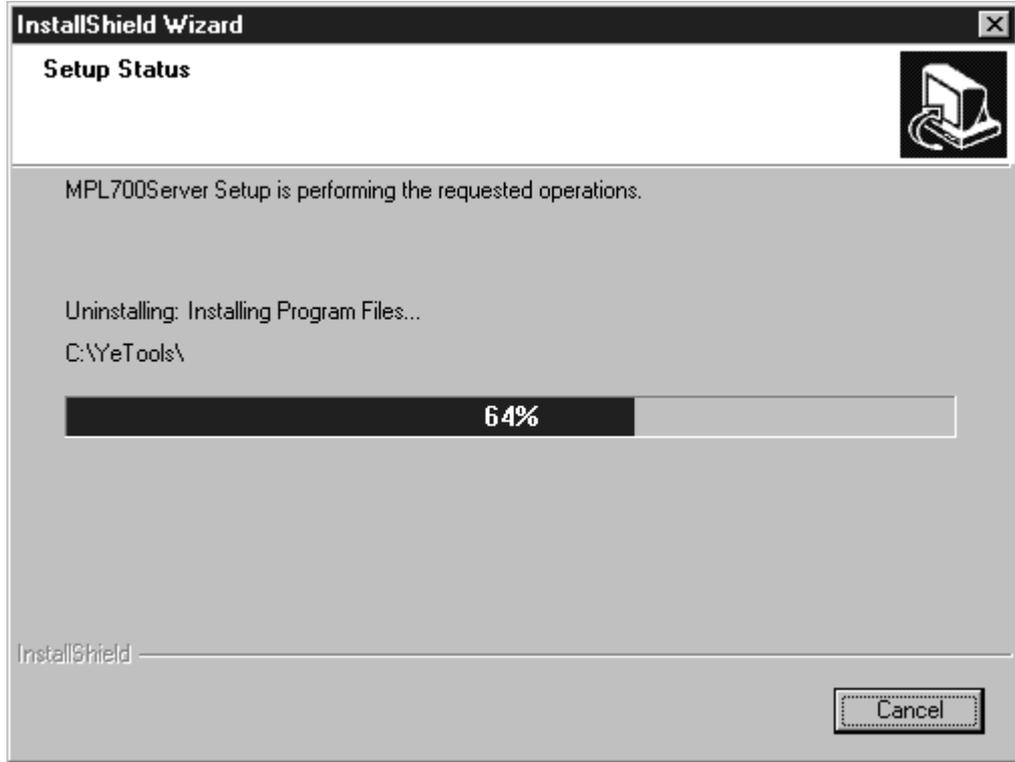 InstallShield Wizard
Setup Status
MPL700Server Setup is performing the requested operations.
Uninstalling: Installing Program Files...
C:\YeTools\
64%
InstallShield
Cancel